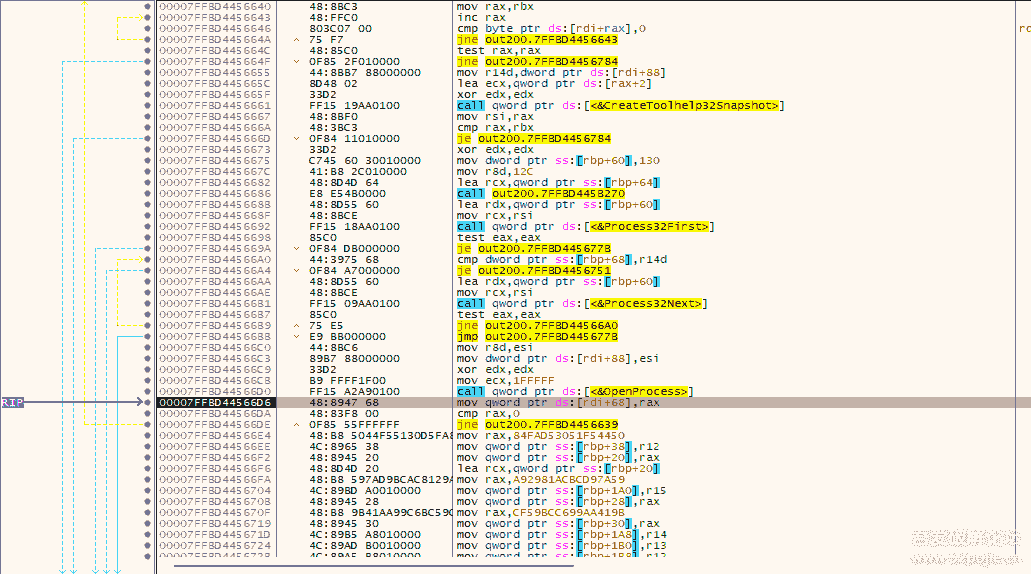 00007FFBD4456640 48:8BC3 mov rax,rbx
00007FFBD4456643 48:FFC0 inc rax
00007FFBD4456646 803C07 00 cmp byte ptr ds:[rdi+rax],0
00007FFBD445664A 75 F7 jne out200.7FFBD4456643
00007FFBD445664C 48:85C0 test rax,rax
00007FFBD445664F 0F85 2F010000 jne out200.7FFBD4456784
00007FFBD4456655 44:8BB7 88000000 mov r14d,dword ptr ds:[rdi+88]
00007FFBD445665C 8D48 02 lea ecx,qword ptr ds:[rax+2]
00007FFBD445665F 33D2 xor edx,edx
00007FFBD4456661 FF15 19AA0100 call qword ptr ds:[<&CreateToolhelp32Snapshot>]
00007FFBD4456667 48:8BF0 mov rsi,rax
00007FFBD445666A 48:3BC3 cmp rax,rbx
00007FFBD445666D 0F84 11010000 je out200.7FFBD4456784
00007FFBD4456673 33D2 xor edx,edx
00007FFBD4456675 C745 60 30010000 mov dword ptr ss:[rbp+60],130
00007FFBD445667C 41:B8 2C010000 mov r8d,12C
00007FFBD4456682 48:8D4D 64 lea rcx,qword ptr ss:[rbp+64]
00007FFBD4456686 E8 E54B0000 call out200.7FFBD445B270
00007FFBD445668B 48:8D55 60 lea rdx,qword ptr ss:[rbp+60]
00007FFBD445668F 48:8BCE mov rcx,rsi
00007FFBD4456692 FF15 18AA0100 call qword ptr ds:[<&Process32First>]
00007FFBD4456698 85C0 test eax,eax
00007FFBD445669A 0F84 DB000000 je out200.7FFBD445677B
00007FFBD44566A0 44:3975 68 cmp dword ptr ss:[rbp+68],r14d
00007FFBD44566A4 0F84 A7000000 je out200.7FFBD4456751
00007FFBD44566AA 48:8D55 60 lea rdx,qword ptr ss:[rbp+60]
00007FFBD44566AE 48:8BCE mov rcx,rsi
00007FFBD44566B1 FF15 09AA0100 call qword ptr ds:[<&Process32Next>]
00007FFBD44566B7 85C0 test eax,eax
00007FFBD44566B9 75 E5 jne out200.7FFBD44566A0
00007FFBD44566BB E9 BB000000 jmp out200.7FFBD445677B
00007FFBD44566C0 44:8BC6 mov r8d,esi
00007FFBD44566C3 89B7 88000000 mov dword ptr ds:[rdi+88],esi
00007FFBD44566C9 33D2 xor edx,edx
00007FFBD44566CB B9 FFFF1F00 mov ecx,1FFFFF
00007FFBD44566D0 FF15 A2A90100 call qword ptr ds:[<&OpenProcess>]
RIP 00007FFBD44566D6 48:8947 68 mov qword ptr ds:[rdi+68],rax
00007FFBD44566DA 48:83F8 00 cmp rax,0
00007FFBD44566DE 0F85 55FFFFFF jne out200.7FFBD4456639
00007FFBD44566E4 48:B8 5044F55130D5FA8 mov rax,84FAD53051F54450
00007FFBD44566EE 4C:8965 38 mov qword ptr ss:[rbp+38],r12
00007FFBD44566F2 48:8945 20 mov qword ptr ss:[rbp+20],rax
00007FFBD44566F6 48:8D4D 20 lea rcx,qword ptr ss:[rbp+20]
00007FFBD44566FA 48:B8 597AD9BCAC8129A mov rax,A92981ACBCD97A59
00007FFBD4456704 4C:89BD A0010000 mov qword ptr ss:[rbp+1A0],r15
00007FFBD445670B 48:8945 28 mov qword ptr ss:[rbp+28],rax
00007FFBD445670F 48:B8 9B41AA99C6BC59C mov rax,CF59BCC699AA419B
00007FFBD4456719 48:8945 30 mov qword ptr ss:[rbp+30],rax
00007FFBD445671D 4C:89B5 A8010000 mov qword ptr ss:[rbp+1A8],r14
00007FFBD4456724 4C:89AD B0010000 mov qword ptr ss:[rbp+1B0],r13